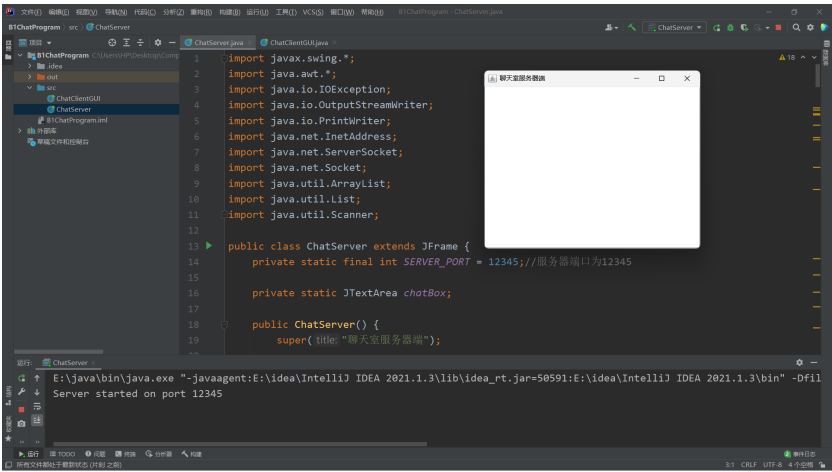 文件(F) 编辑(E) 视图(V) 导航(N) 代码(C) 分析(Z) 重构(R) 构建(B) 运行(U) 工具(T) VCS(S) 窗口(W) 帮助(H) B1ChatProgram - ChatServer.java
B1ChatProgram src ChatServer
ChatServer
项目
ChatServer.java
ChatClientGUI.java
B1ChatProgram C:\Users\HP\Desktop\Comp
.idea
out
src
ChatClientGUI
ChatServer
B1ChatProgram.iml
外部库
草稿文件和控制台
18
1 import javax.swing.*;
2 import java.awt.*;
3 import java.io.IOException;
4 import java.io.OutputStreamWriter;
5 import java.io.PrintWriter;
6 import java.net.InetAddress;
7 import java.net.ServerSocket;
8 import java.net.Socket;
9 import java.util.ArrayList;
10 import java.util.List;
11 import java.util.Scanner;
12
13 public class ChatServer extends JFrame {
14 private static final int SERVER_PORT = 12345;//服务器端口为12345
15
16 private static JTextArea chatBox;
17
18 public ChatServer() {
19 super( title: "聊天室服务器端");
聊天室服务器端
运行: ChatServer
E:\java\bin\java.exe "-javaagent:E:\idea\IntelliJ IDEA 2021.1.3\lib\idea_rt.jar=50591:E:\idea\IntelliJ IDEA 2021.1.3\bin" -Dfil
Server started on port 12345
运行 TODO 问题 终端 分析器 构建
事件日志
所有文件都处于最新状态 (片刻 之前)
3:1 CRLF UTF-8 4 个空格